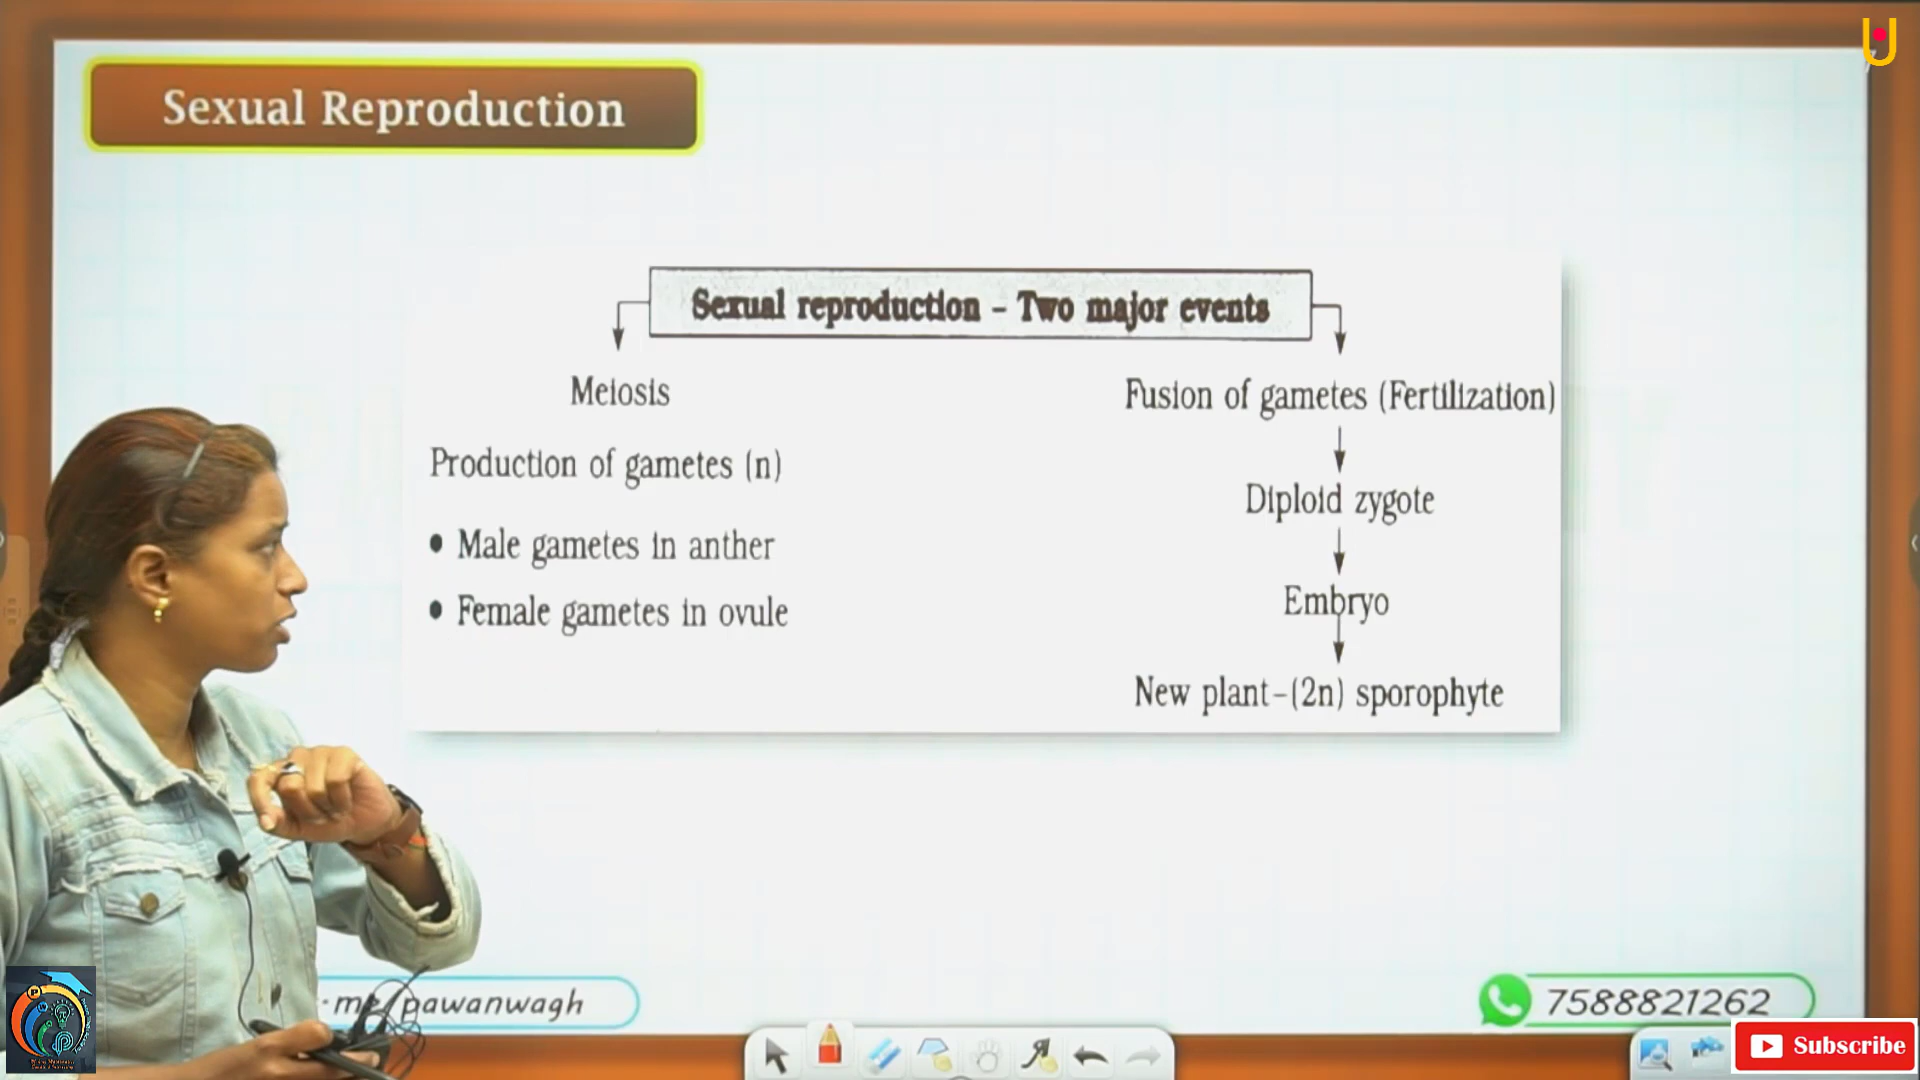 Sexual Reproduction
Sexual reproduction - Two major events
Meiosis
Production of gametes (n)
• Male gametes in anther
• Female gametes in ovule
Fusion of gametes (Fertilization)
Diploid zygote
Embryo
New plant-(2n) sporophyte
me/pawanwagh
7588821262
Subscribe